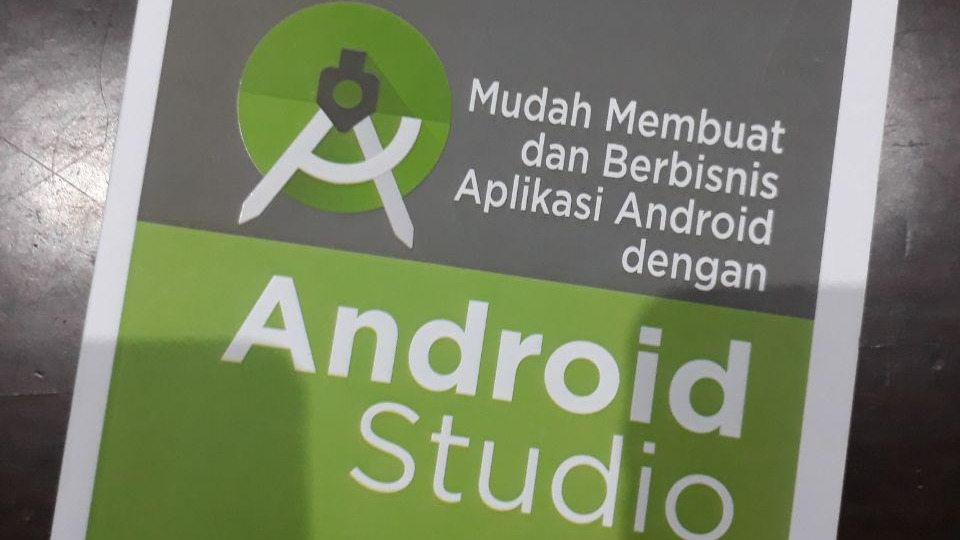 Mudah Membuat
dan Berbisnis
Aplikasi Android
dengan
Android
Studio